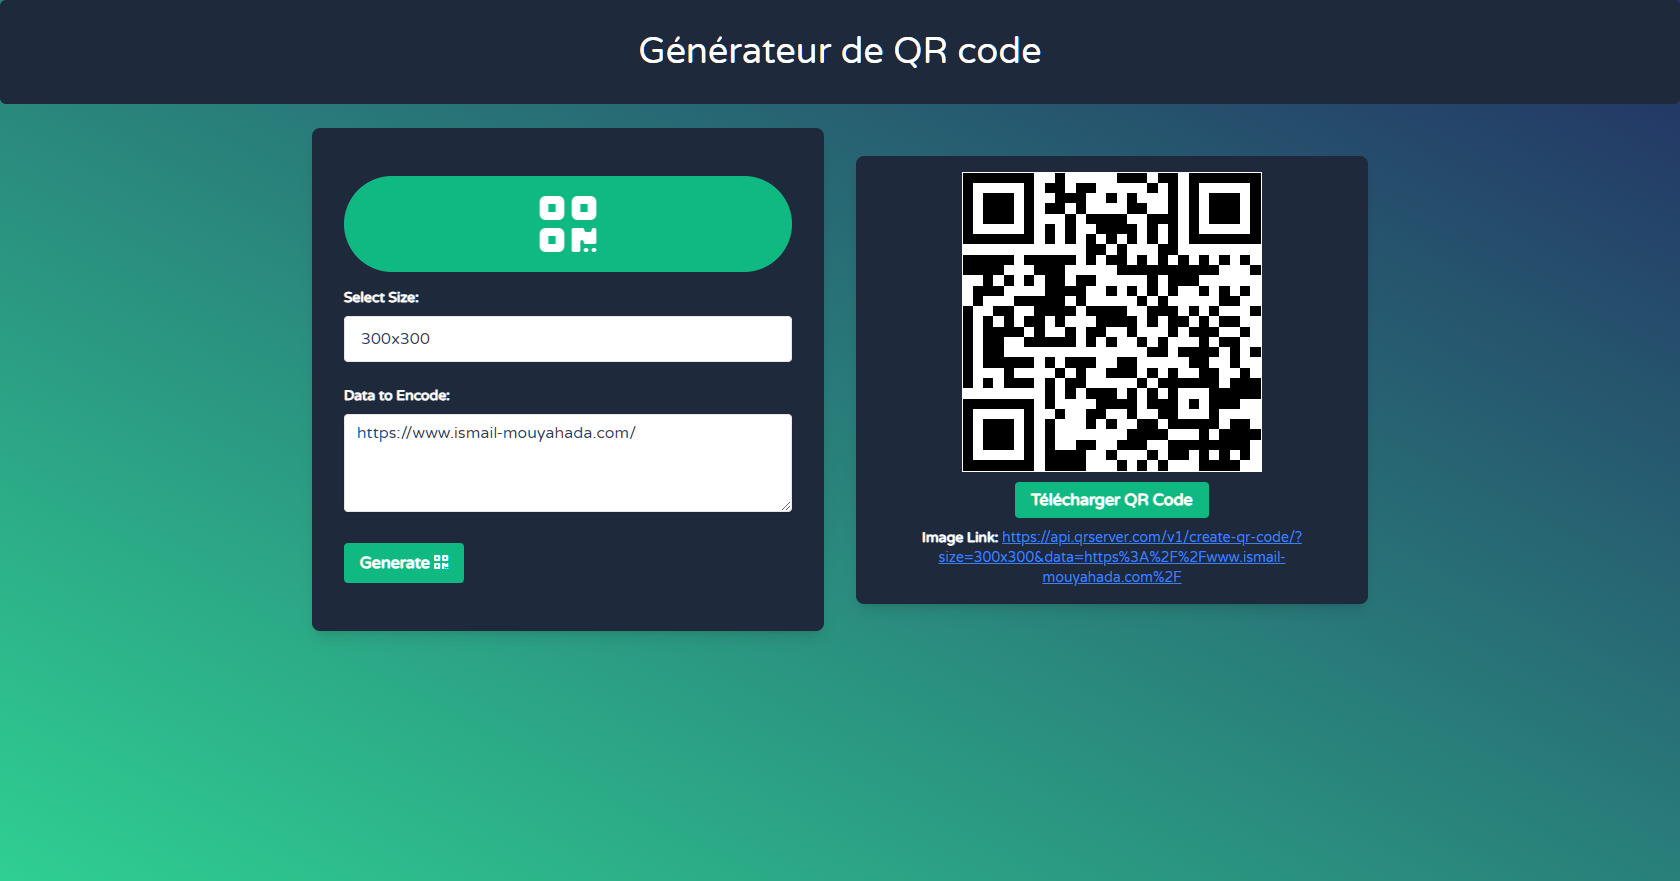 Générateur de QR code
Select Size:
300x300
Data to Encode:
https://www.ismail-mouyahada.com/
Generate
Télécharger QR Code
Image Link: https://api.qrserver.com/v1/create-qr-code/?
size=300x300&data=https%3A%2F%2Fwww.ismail-
mouyahada.com%2F